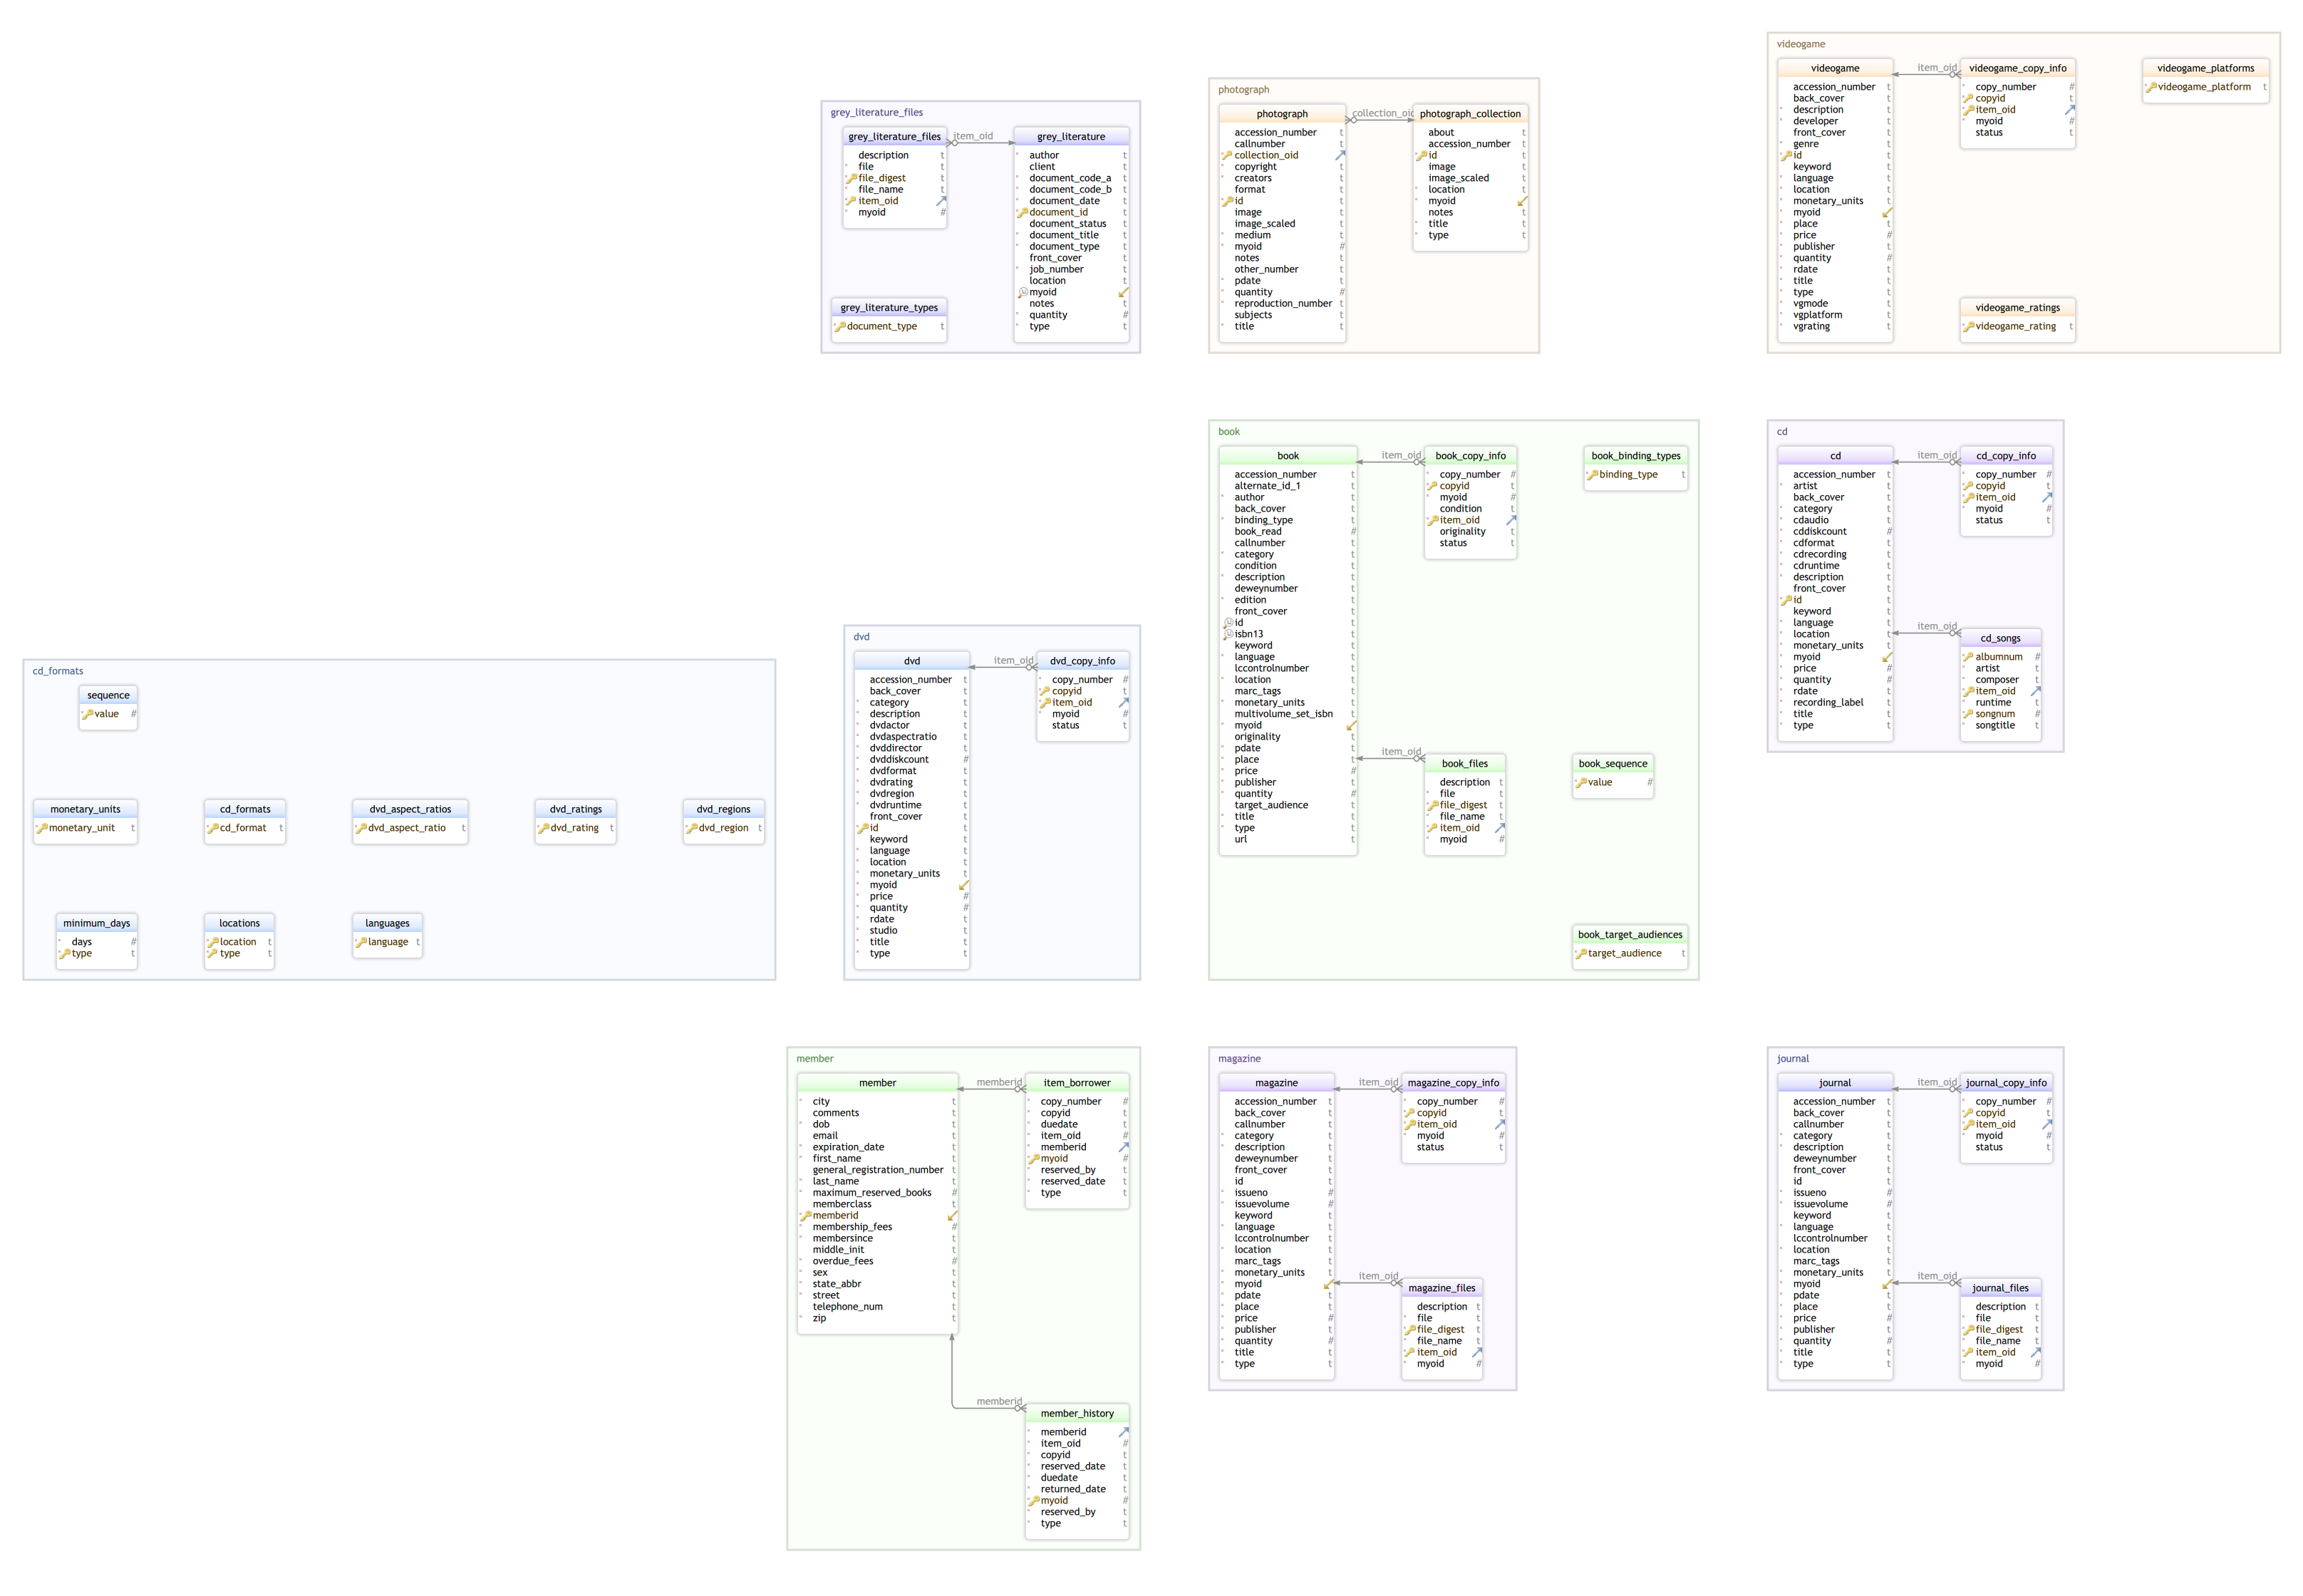 videogame
videogame
accession_number t
back_cover t
description t
developer t
front_cover t
genre t
id t
keyword t
language t
location t
monetary_units t
myoid
place t
price #
publisher t
quantity #
rdate t
title t
type t
vgmode t
vgplatform t
vgrating t
item_oid
videogame_copy_info
copy_number #
copyid t
item_oid
myoid #
status t
videogame_platforms
videogame_platform t
videogame_ratings
videogame_rating t
photograph
photograph
accession_number t
callnumber t
collection_oid
copyright t
creators t
format t
id t
image t
image_scaled t
medium t
myoid #
notes t
other_number t
pdate t
quantity #
reproduction_number t
subjects t
title t
collection_oid
photograph_collection
about t
accession_number t
id t
image t
image_scaled t
location t
myoid
notes t
title t
type t
grey_literature_files
grey_literature_files
description t
file t
file_digest t
file_name t
item_oid
myoid #
item_oid
grey_literature
author t
client t
document_code_a t
document_code_b t
document_date t
document_id t
document_status t
document_title t
document_type t
front_cover t
job_number t
location t
myoid
notes t
quantity #
type t
grey_literature_types
document_type t
book
book
accession_number t
alternate_id_1 t
author t
back_cover t
binding_type t
book_read #
callnumber t
category t
condition t
description t
deweynumber t
edition t
front_cover t
id t
isbn13 t
keyword t
language t
lccontrolnumber t
location t
marc_tags t
monetary_units t
multivolume_set_isbn t
myoid
originality t
pdate t
place t
price #
publisher t
quantity #
target_audience t
title t
type t
url t
item_oid
book_copy_info
copy_number #
copyid t
myoid #
condition t
item_oid
originality t
status t
book_binding_types
binding_type t
item_oid
book_files
description t
file t
file_digest t
file_name t
item_oid
myoid #
book_sequence
value #
book_target_audiences
target_audience t
cd
cd
accession_number t
artist t
back_cover t
category t
cdaudio t
cddiskcount #
cdformat t
cdrecording t
cdruntime t
description t
front_cover t
id t
keyword t
language t
location t
monetary_units t
myoid
price #
quantity #
rdate t
recording_label t
title t
type t
item_oid
cd_copy_info
copy_number #
copyid t
item_oid
myoid #
status t
item_oid
cd_songs
albumnum #
artist t
composer t
item_oid
runtime t
songnum #
songtitle t
dvd
dvd
accession_number t
back_cover t
category t
description t
dvdactor t
dvdaspectratio t
dvddirector t
dvddiskcount #
dvdformat t
dvdrating t
dvdregion t
dvdruntime t
front_cover t
id t
keyword t
language t
location t
monetary_units t
myoid
price #
quantity #
rdate t
studio t
title t
type t
item_oid
dvd_copy_info
copy_number #
copyid t
item_oid
myoid #
status t
cd_formats
sequence
value #
monetary_units
monetary_unit t
cd_formats
cd_format t
dvd_aspect_ratios
dvd_aspect_ratio t
dvd_ratings
dvd_rating t
dvd_regions
dvd_region t
minimum_days
days #
type t
locations
location t
type t
languages
language t
member
member
city t
comments t
dob t
email t
expiration_date t
first_name t
general_registration_number t
last_name t
maximum_reserved_books #
memberclass t
memberid
membership_fees #
membersince t
middle_init t
overdue_fees #
sex t
state_abbr t
street t
telephone_num t
zip t
memberid
item_borrower
copy_number #
copyid t
duedate t
item_oid #
memberid
myoid #
reserved_by t
reserved_date t
type t
memberid
member_history
memberid
item_oid #
copyid t
reserved_date t
duedate t
returned_date t
myoid #
reserved_by t
type t
magazine
magazine
accession_number t
back_cover t
callnumber t
category t
description t
deweynumber t
front_cover t
id t
issueno #
issuevolume #
keyword t
language t
lccontrolnumber t
location t
marc_tags t
monetary_units t
myoid
pdate t
place t
price #
publisher t
quantity #
title t
type t
item_oid
magazine_copy_info
copy_number #
copyid t
item_oid
myoid #
status t
item_oid
magazine_files
description t
file t
file_digest t
file_name t
item_oid
myoid #
journal
journal
accession_number t
back_cover t
callnumber t
category t
description t
deweynumber t
front_cover t
id t
issueno #
issuevolume #
keyword t
language t
lccontrolnumber t
location t
marc_tags t
monetary_units t
myoid
pdate t
place t
price #
publisher t
quantity #
title t
type t
item_oid
journal_copy_info
copy_number #
copyid t
item_oid
myoid #
status t
item_oid
journal_files
description t
file t
file_digest t
file_name t
item_oid
myoid #